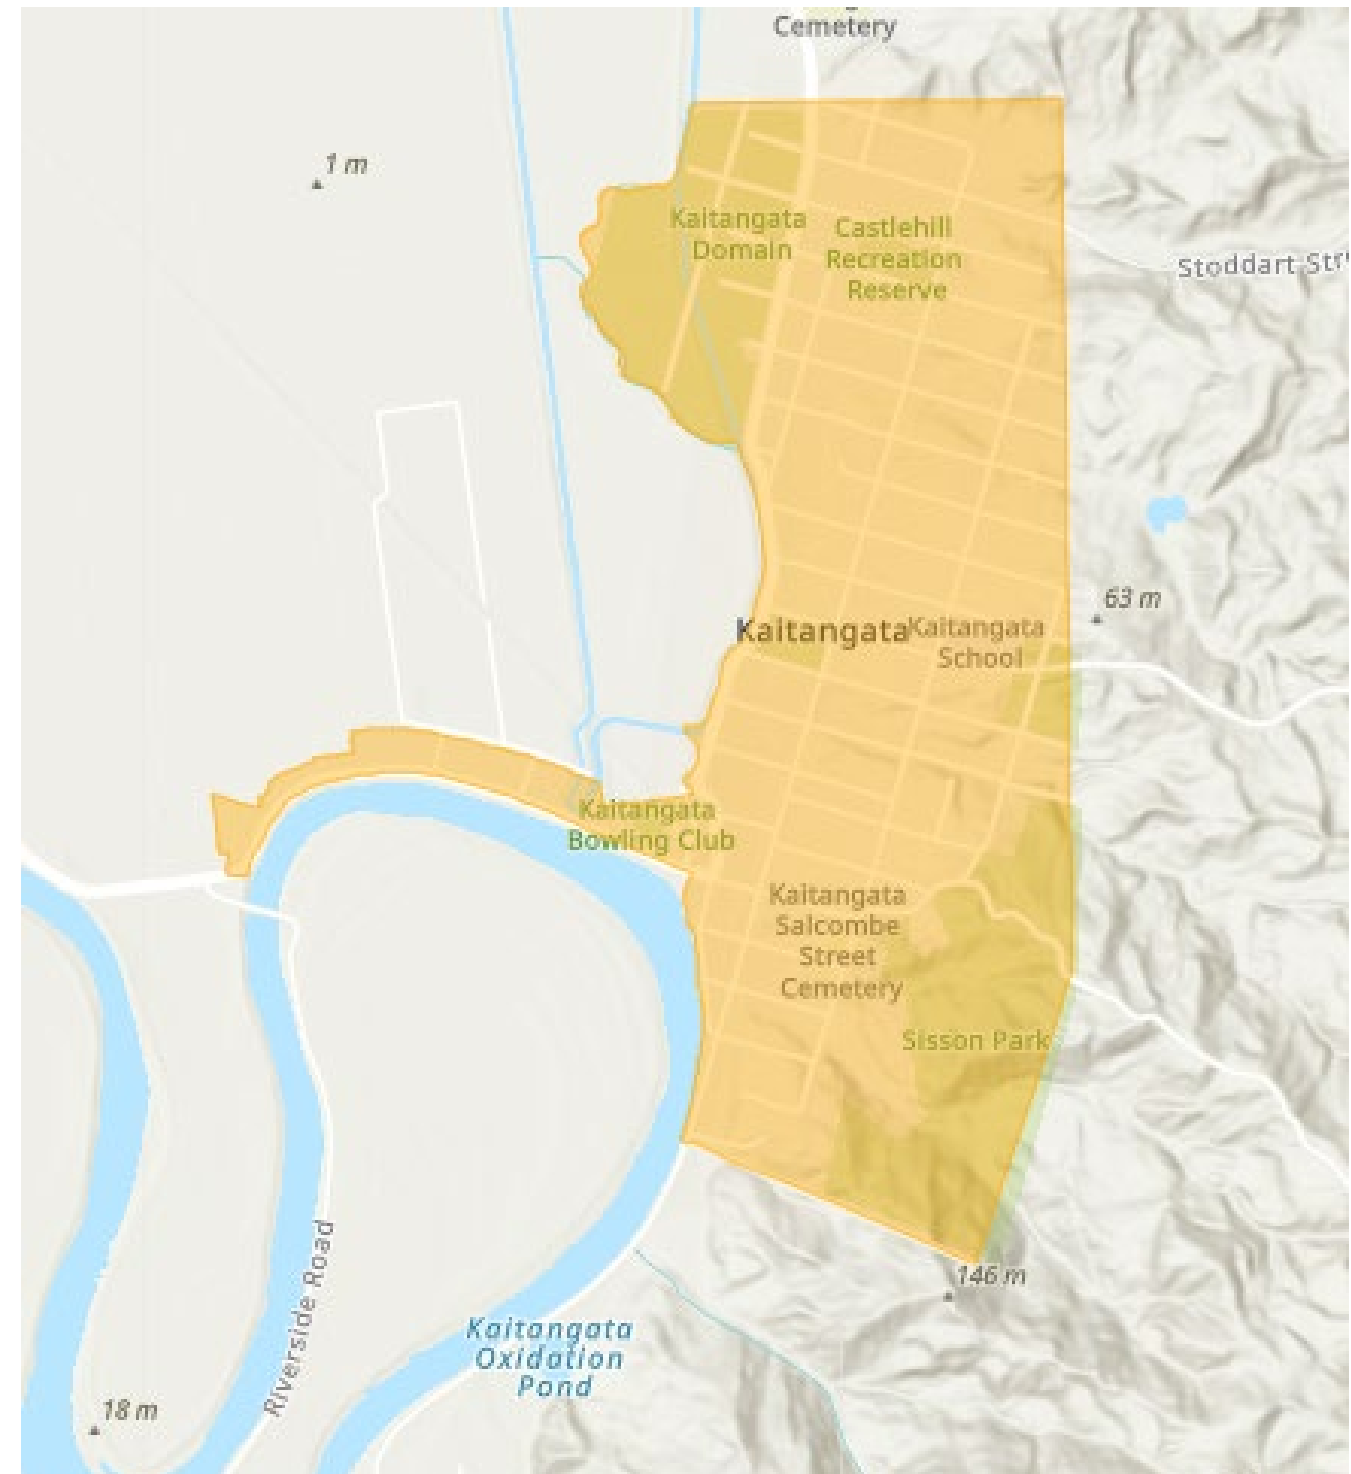 Cemetery
1 m
Kaitangata
Domain
Castlehill
Recreation
Reserve
Stoddart Str
63 m
Kaitangata
Kaitangata
School
Kaitangata
Bowling Club
Kaitangata
Salcombe
Street
Cemetery
Sisson Park
146 m
Riverside Road
Kaitangata
Oxidation
Pond
18 m